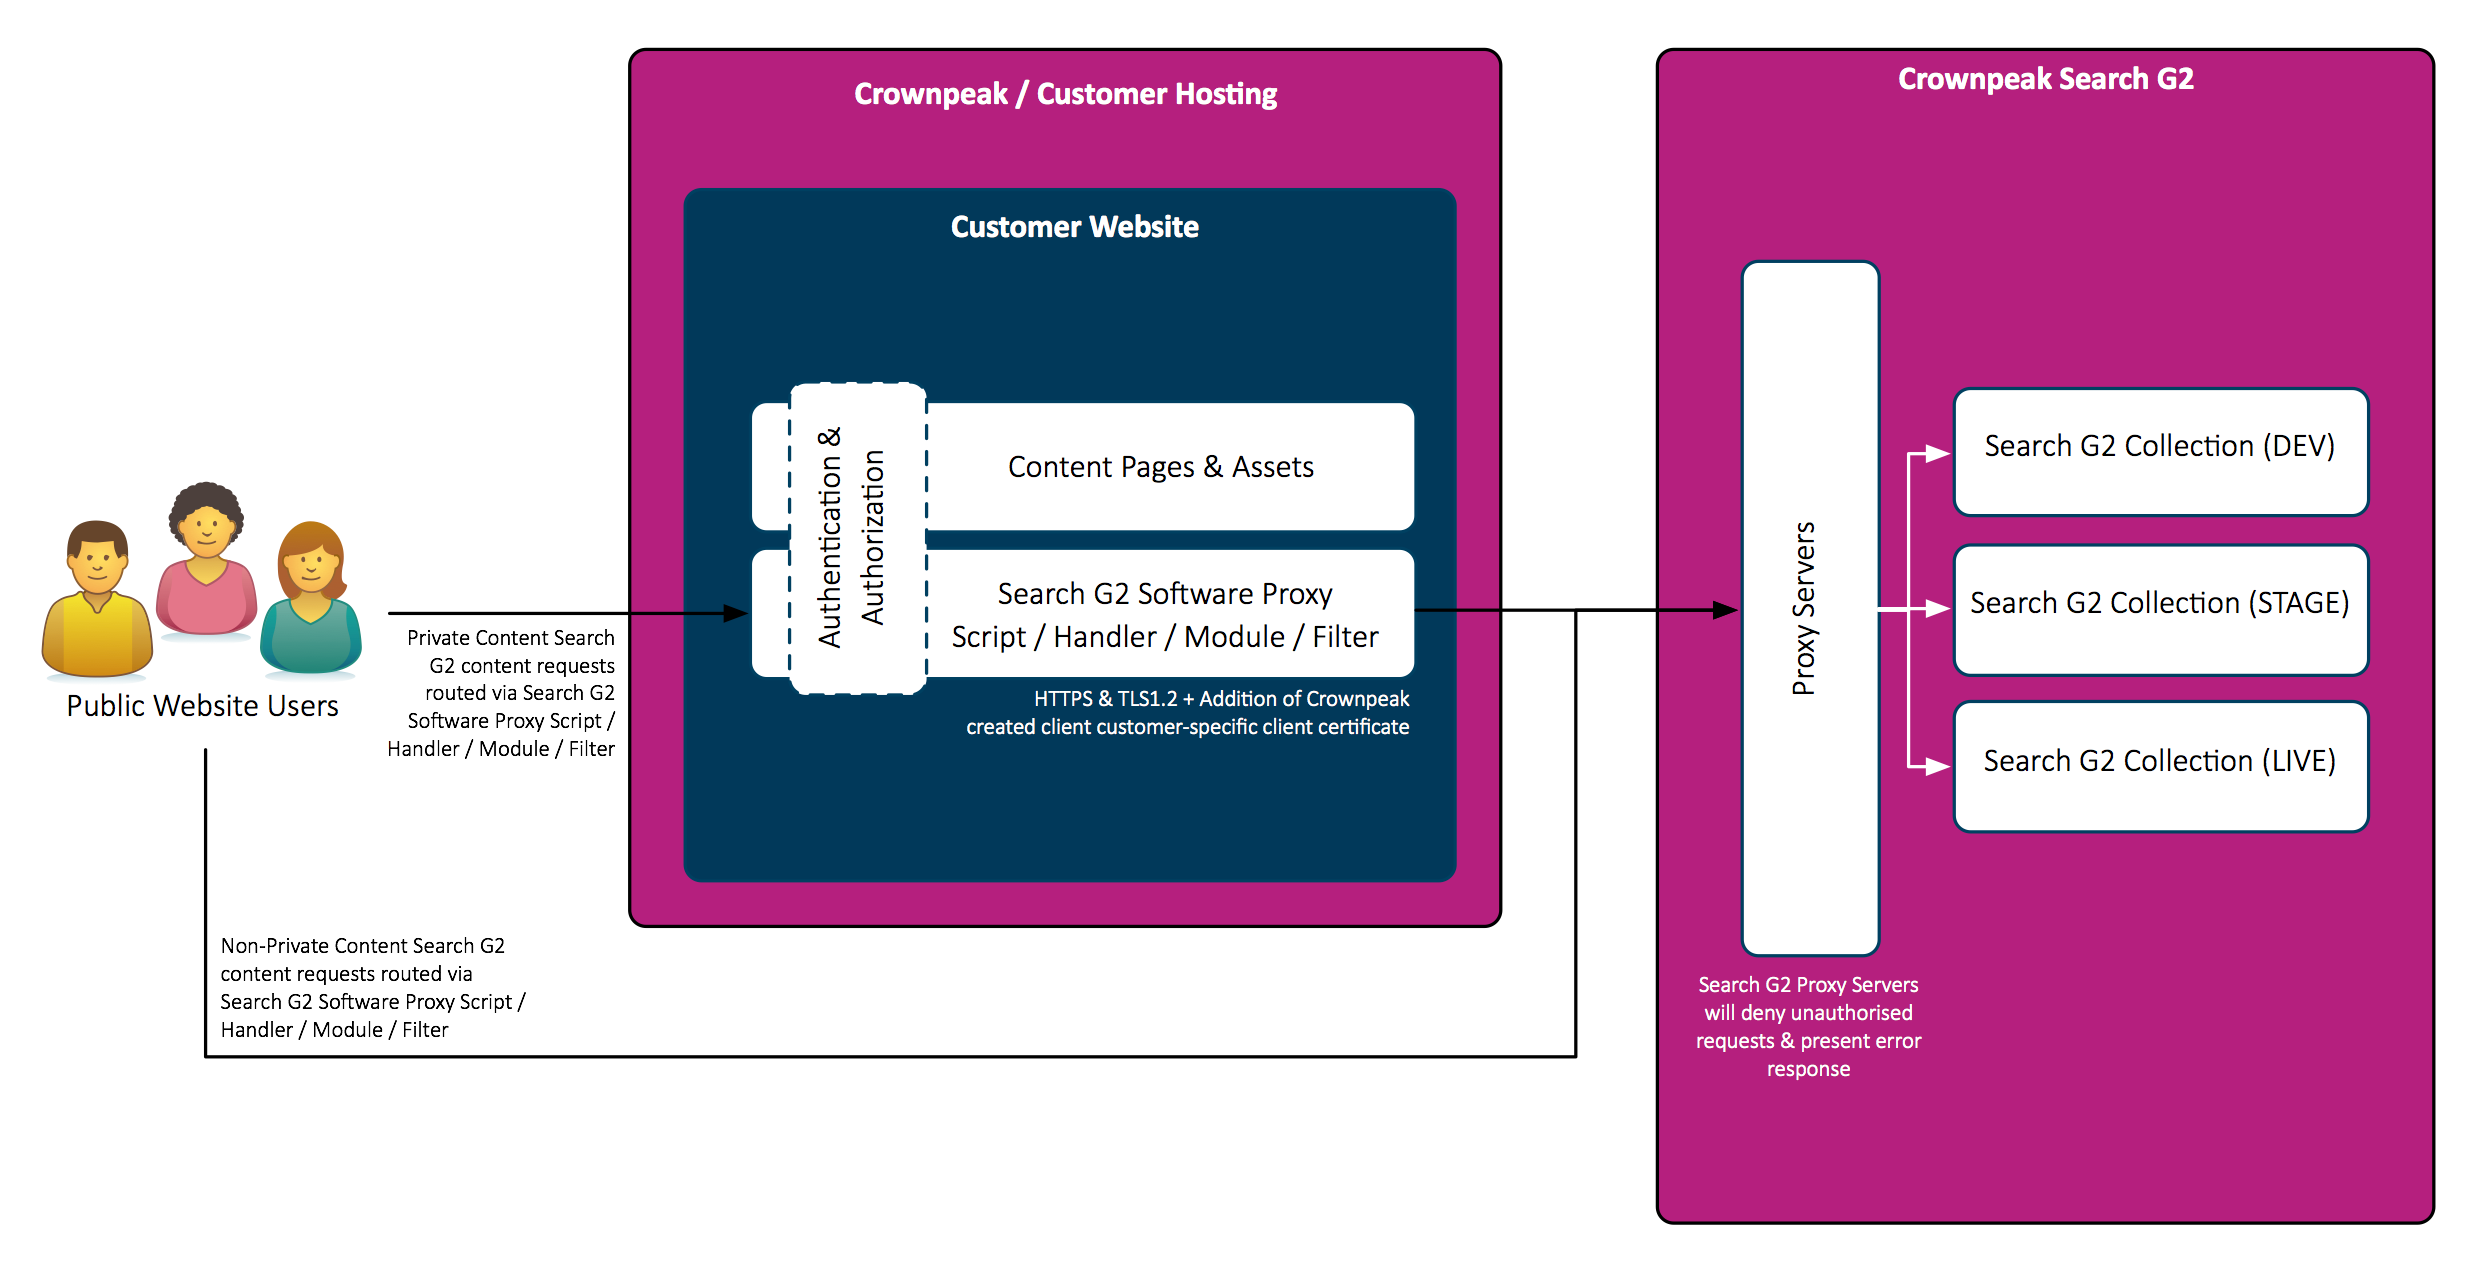 Crownpeak / Customer Hosting
Crownpeak Search G2
Customer Website
Authentication &
Authorization
Content Pages & Assets
Search G2 Software Proxy
Script / Handler / Module / Filter
HTTPS & TLS1.2 + Addition of Crownpeak
created client customer-specific client certificate
Public Website Users
Private Content Search
G2 content requests
routed via Search G2
Software Proxy Script /
Handler / Module / Filter
Non-Private Content Search G2
content requests routed via
Search G2 Software Proxy Script /
Handler / Module / Filter
Proxy Servers
Search G2 Collection (DEV)
Search G2 Collection (STAGE)
Search G2 Collection (LIVE)
Search G2 Proxy Servers
will deny unauthorised
requests & present error
response